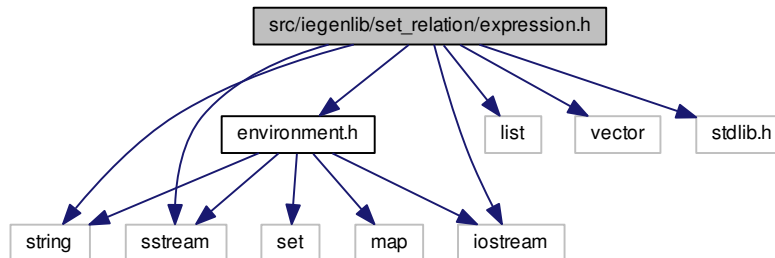 src/iegenlib/set_relation/expression.h
environment.h
list
vector
stdlib.h
string
sstream
set
map
iostream